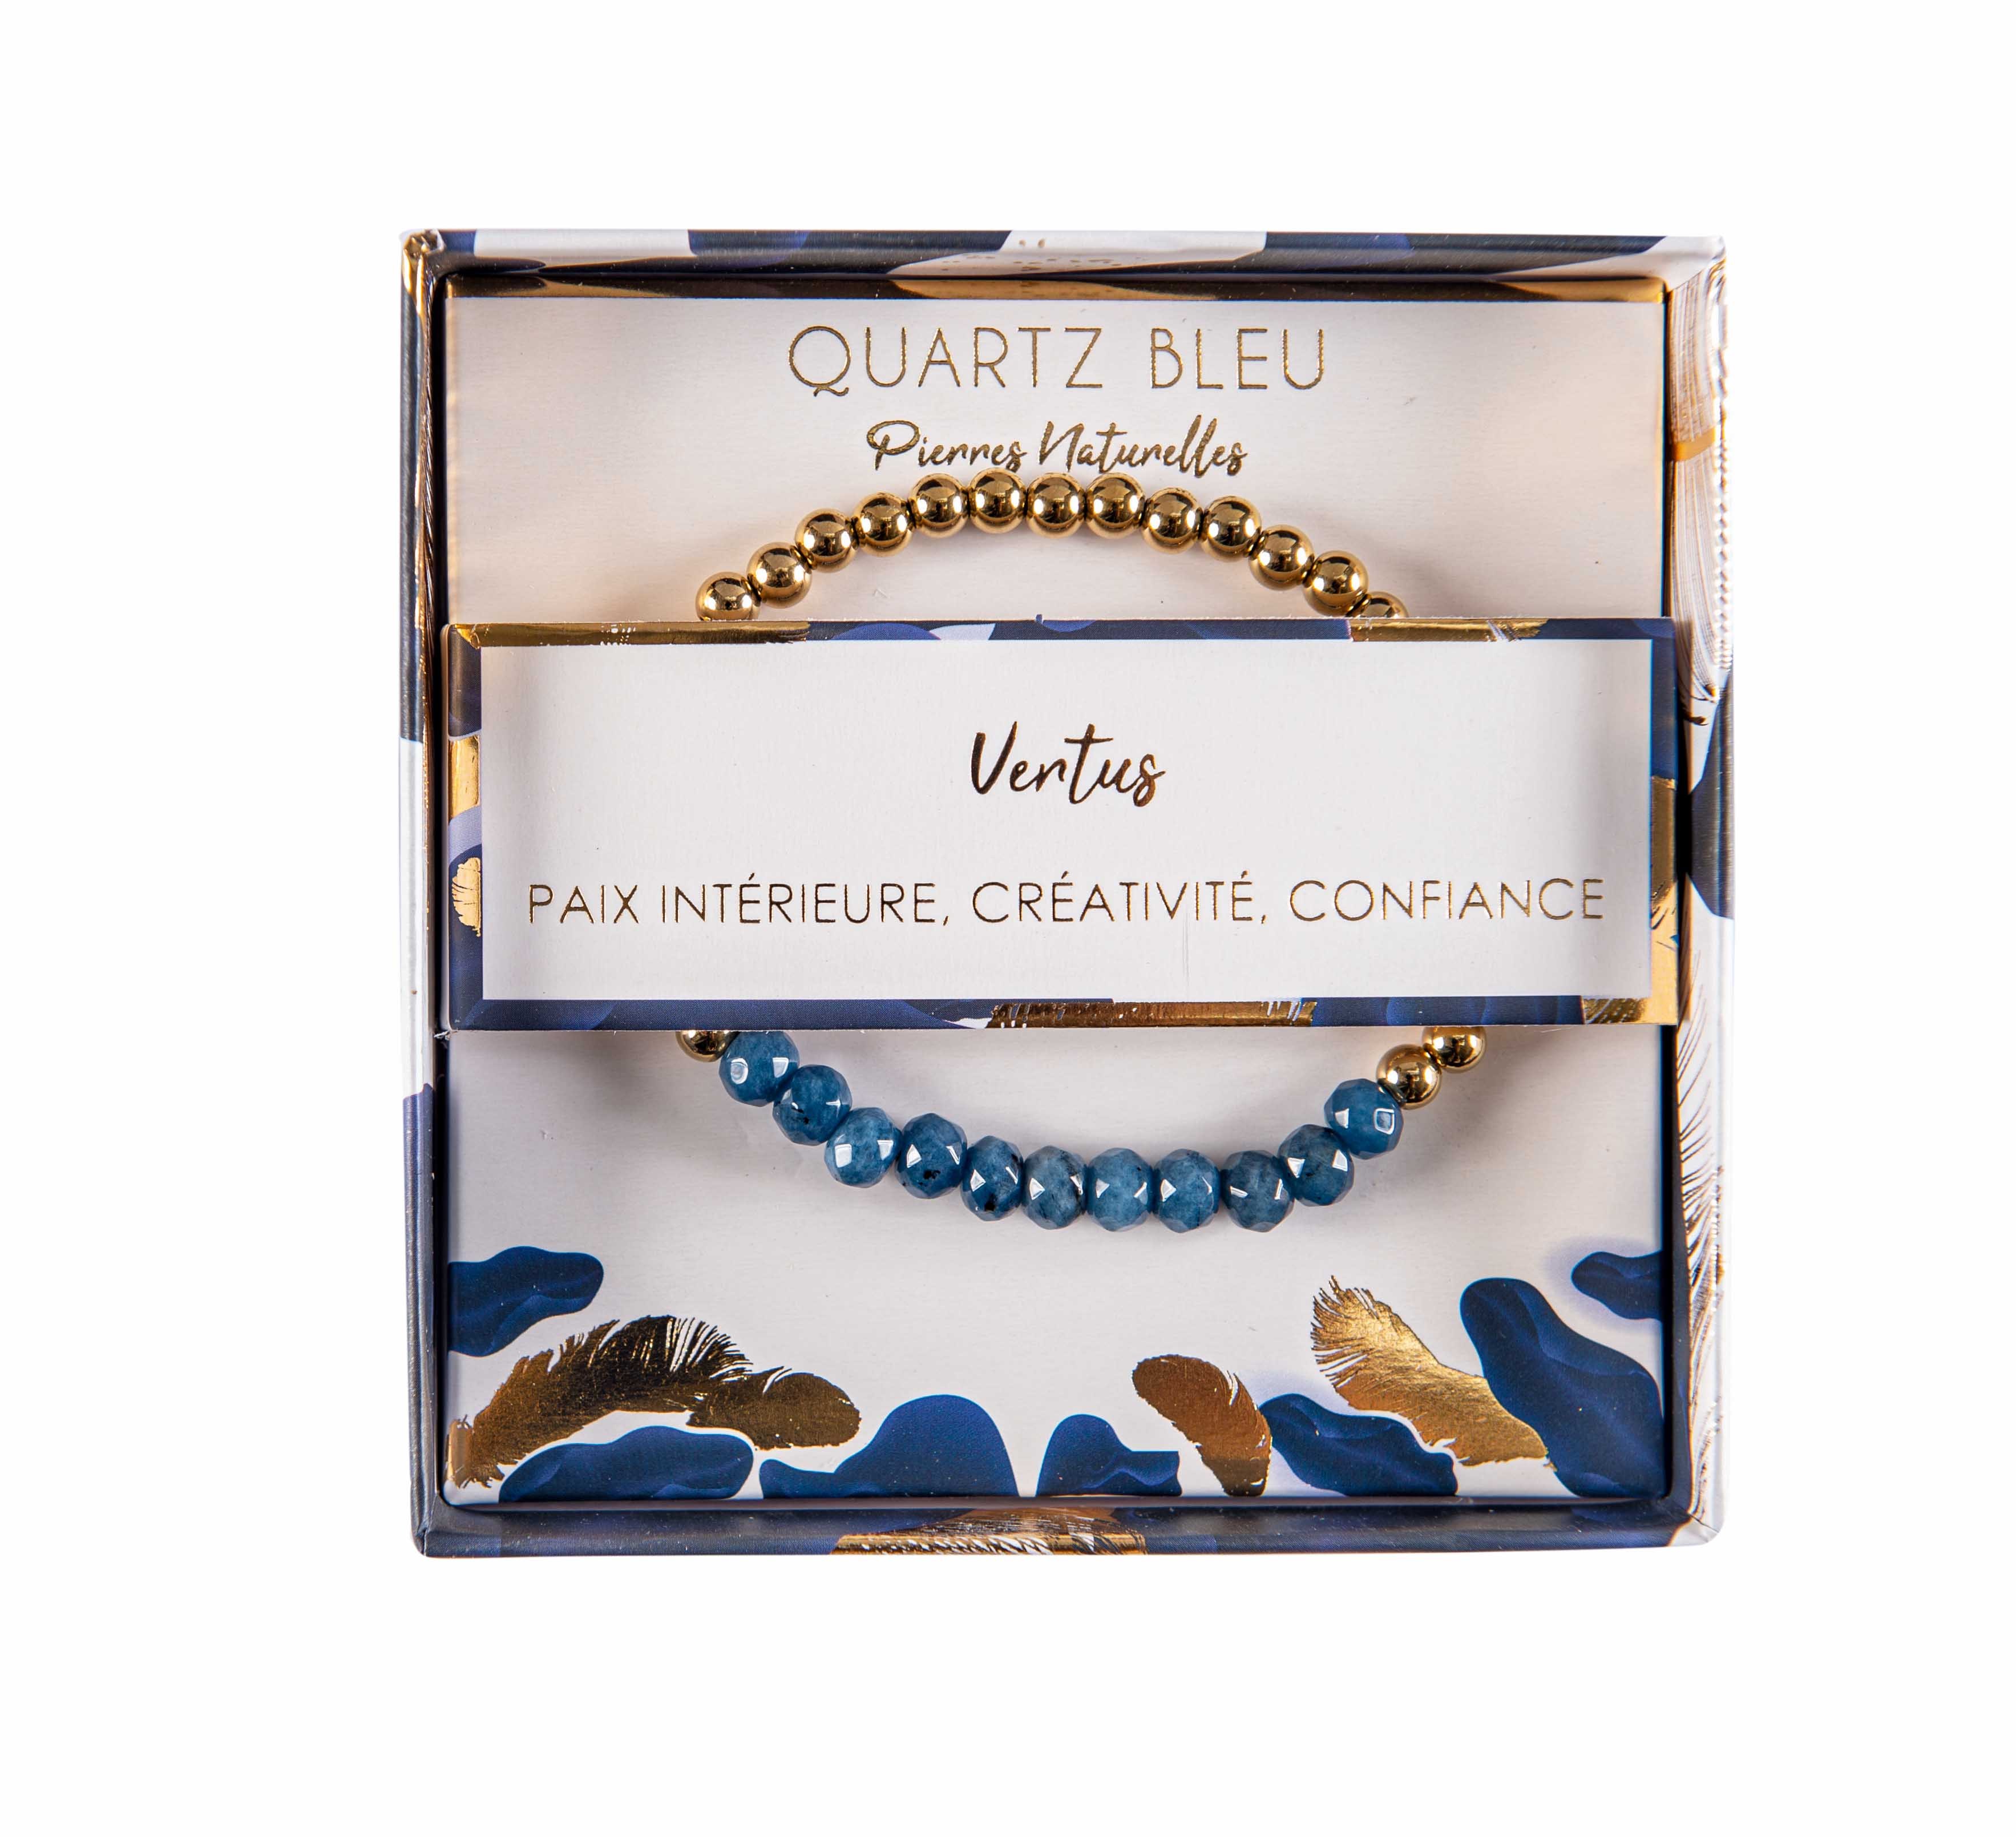 QUARTZ BLEU
Pierres Naturelles
Vertus
PAIX INTÉRIEURE, CRÉATIVITÉ, CONFIANCE